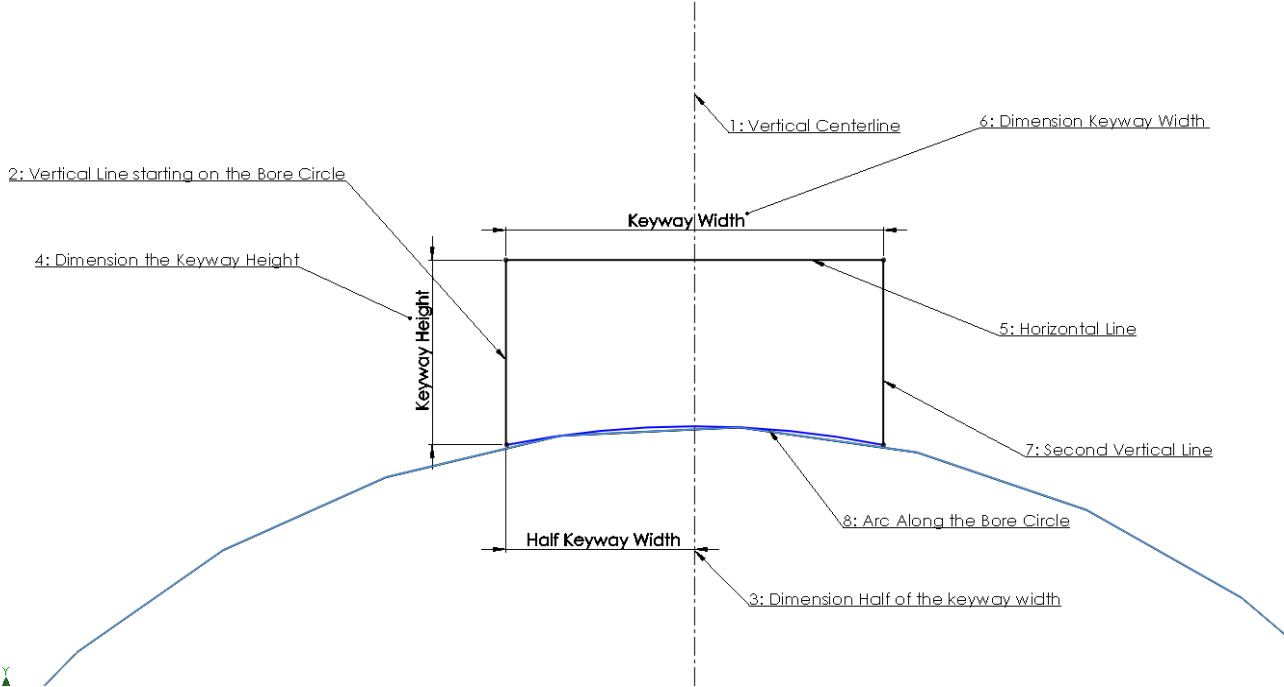 1: Vertical Centerline
6: Dimension Keyway Width
2: Vertical Line starting on the Bore Circle
Keyway Width
4: Dimension the Keyway Height
Keyway Height
5: Horizontal Line
7: Second Vertical Line
8: Arc Along the Bore Circle
Half Keyway Width
3: Dimension Half of the keyway width
Y